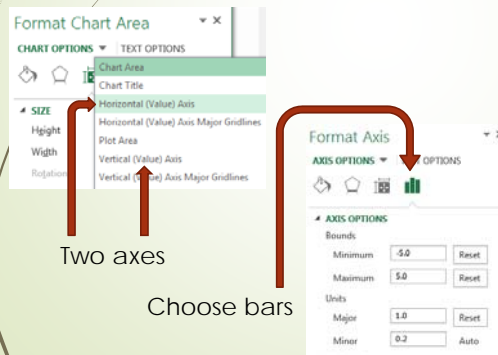 Format Chart Area
CHART OPTIONS TEXT OPTIONS
Chart Area
Chart Title
Horizontal (Value) Axis
Horizontal (Value) Axis Major Gridlines
Plot Area
Vertical (Value) Axis
Vertical Axis Major Gridlines
SIZE
Height
Width
Rotation
Two axes
Choose bars
Format Axis
AXIS OPTIONS OPTIONS
AXIS OPTIONS
Bounds
Minimum -5.0 Reset
Maximum 5.0 Reset
Units
Major 1.0 Reset
Minor 0.2 Auto